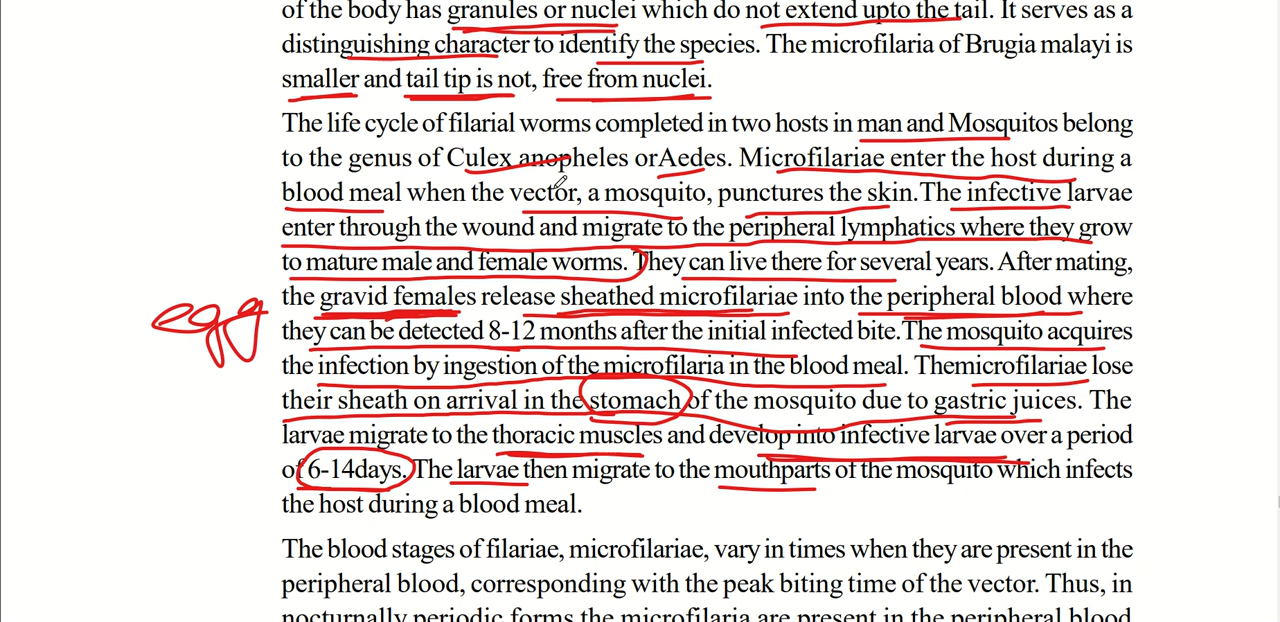 of the body has granules or nuclei which do not extend upto the tail. It serves as a
distinguishing character to identify the species. The microfilaria of Brugia malayi is
smaller and tail tip is not, free from nuclei.
The life cycle of filarial worms completed in two hosts in man and Mosquitos belong
to the genus of Culex anopheles orAedes. Microfilariae enter the host during a
blood meal when the vector, a mosquito, punctures the skin.The infective larvae
enter through the wound and migrate to the peripheral lymphatics where they grow
to mature male and female worms. They can live there for several years. After mating,
the gravid females release sheathed microfilariae into the peripheral blood where
egg
they can be detected 8-12 months after the initial infected bite.The mosquito acquires
the infection by ingestion of the microfilaria in the blood meal. Themicrofilariae lose
their sheath on arrival in the stomach of the mosquito due to gastric juices. The
larvae migrate to the thoracic muscles and develop into infective larvae over a period
of 6-14days. The larvae then migrate to the mouthparts of the mosquito which infects
the host during a blood meal.
The blood stages of filariae, microfilariae, vary in times when they are present in the
peripheral blood, corresponding with the peak biting time of the vector. Thus, in
nocturnally periodic forms the microfilaria are present in the peripheral blood